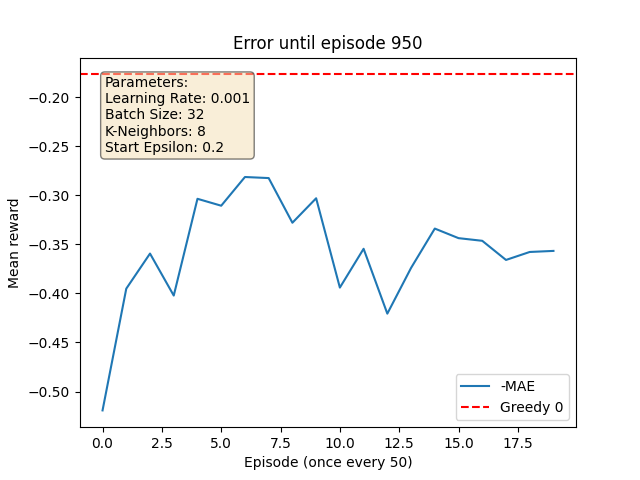 Error until episode 950
Parameters:
Learning Rate: 0.001
Batch Size: 32
K-Neighbors: 8
Start Epsilon: 0.2
−0.20
−0.25
−0.30
−0.35
−0.40
−0.45
−0.50
Mean reward
-MAE
Greedy 0
0.0 2.5 5.0 7.5 10.0 12.5 15.0 17.5
Episode (once every 50)